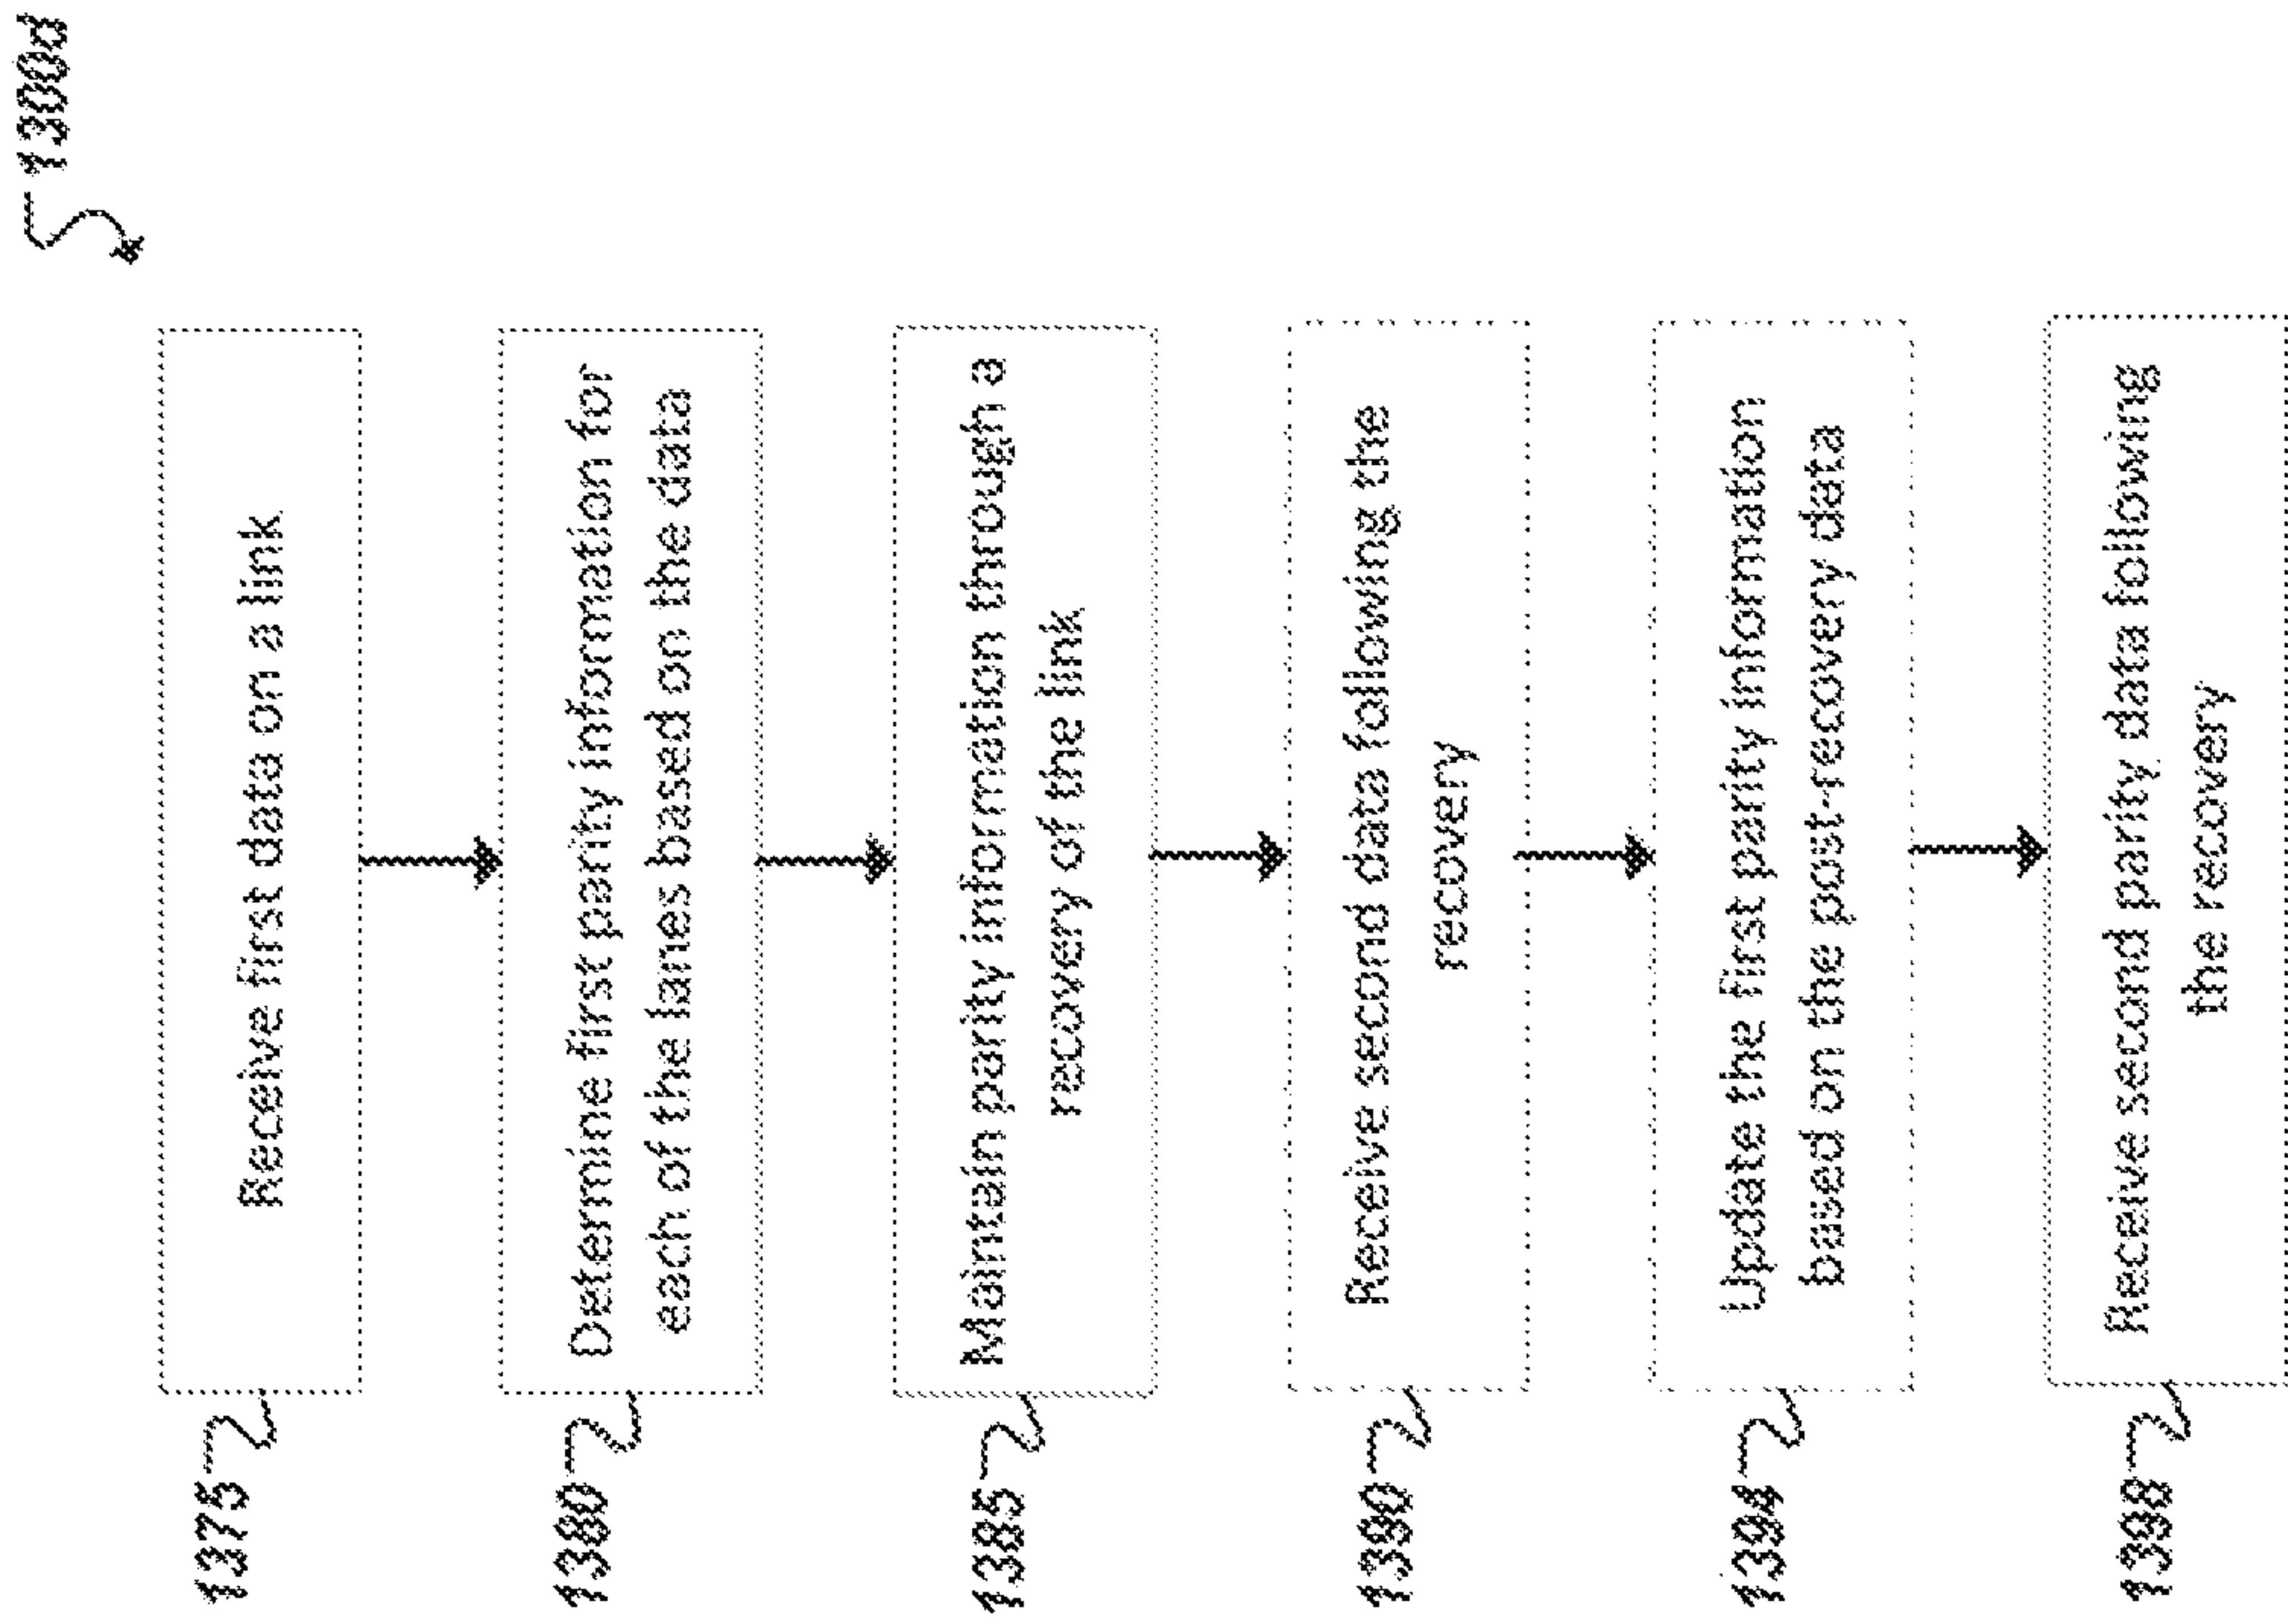 1300d
1375
Receive first data on a link
1380
Determine first parity information for
each of the lanes based on the data
1385
Maintain parity information through a
recovery of the link
1390
Receive second data following the
recovery
1394
Update the first parity information
based on the post-recovery data
1398
Receive second parity data following
the recovery